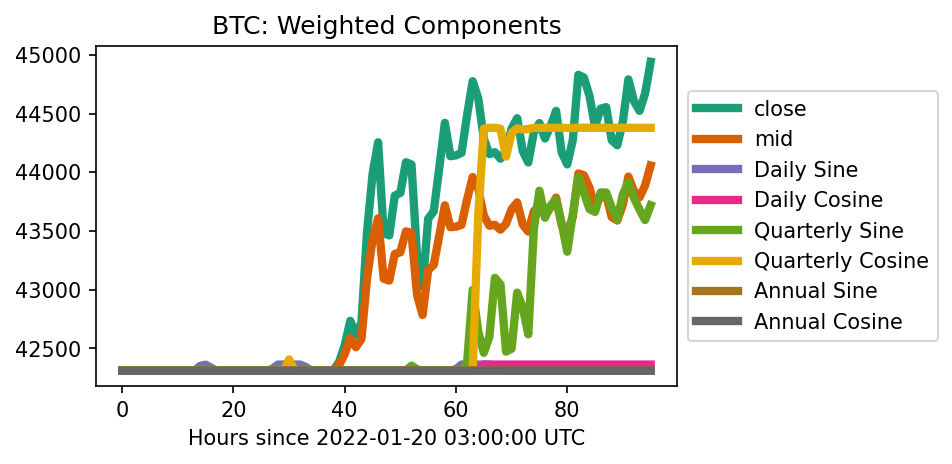 BTC: Weighted Components
45000
44500
44000
43500
43000
42500
0
20
40
60
80
Hours since 2022-01-20 03:00:00 UTC
close
mid
Daily Sine
Daily Cosine
Quarterly Sine
Quarterly Cosine
Annual Sine
Annual Cosine